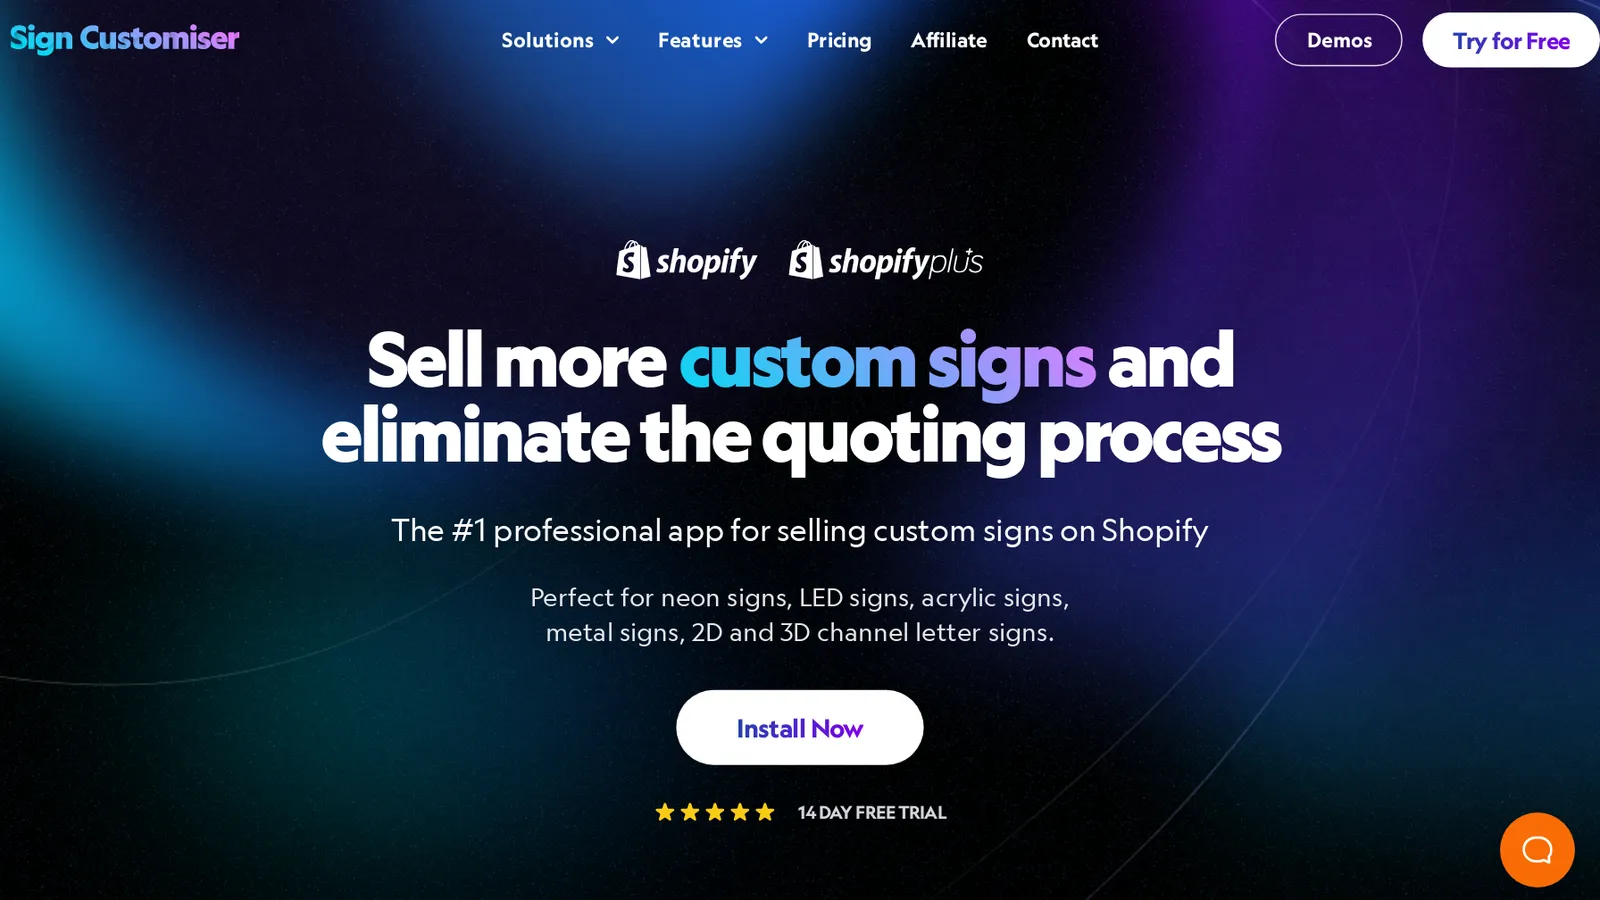 Sign Customiser
Solutions
Features
Pricing
Affiliate
Contact
Demos
Try for Free
shopify
shopifyplus
Sell more custom signs and
eliminate the quoting process
The #1 professional app for selling custom signs on Shopify
Perfect for neon signs, LED signs, acrylic signs,
metal signs, 2D and 3D channel letter signs.
Install Now
14 DAY FREE TRIAL